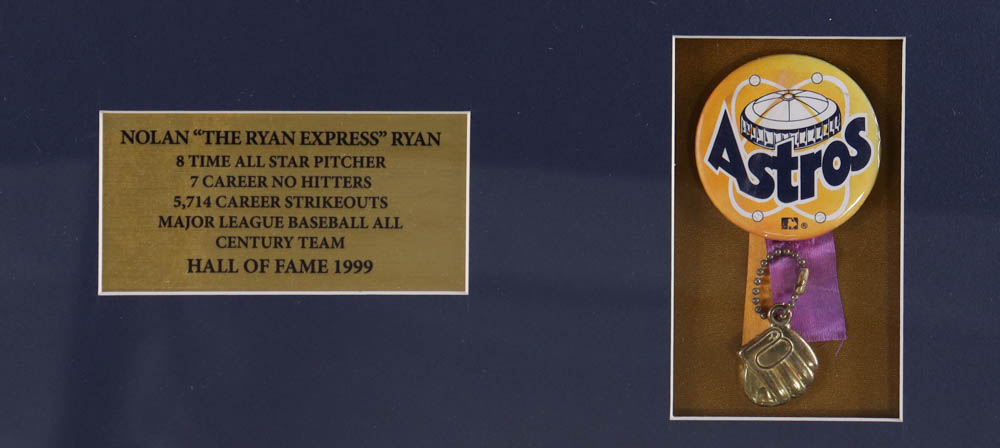 NOLAN “THE RYAN EXPRESS” RYAN
8 TIME ALL STAR PITCHER
7 CAREER NO HITTERS
5,714 CAREER STRIKEOUTS
MAJOR LEAGUE BASEBALL ALL
CENTURY TEAM
HALL OF FAME 1999
Astros
®